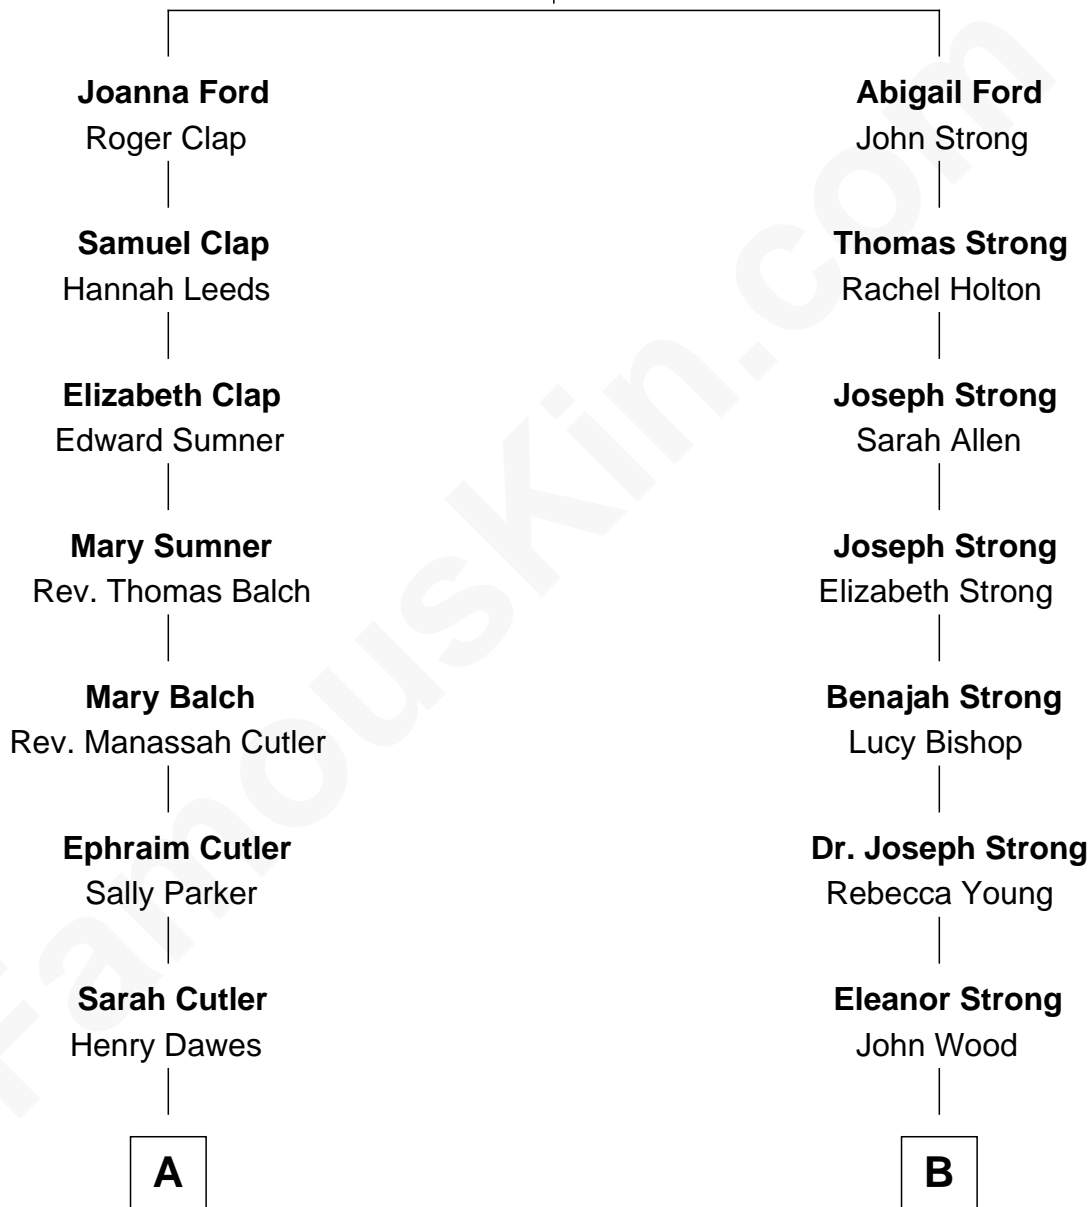 Joanna Ford
Roger Clap
Samuel Clap
Hannah Leeds
Elizabeth Clap
Edward Sumner
Mary Sumner
Rev. Thomas Balch
Mary Balch
Rev. Manassah Cutler
Ephraim Cutler
Sally Parker
Sarah Cutler
Henry Dawes
A
Abigail Ford
John Strong
Thomas Strong
Rachel Holton
Joseph Strong
Sarah Allen
Joseph Strong
Elizabeth Strong
Benajah Strong
Lucy Bishop
Dr. Joseph Strong
Rebecca Young
Eleanor Strong
John Wood
B
FamousKin.com